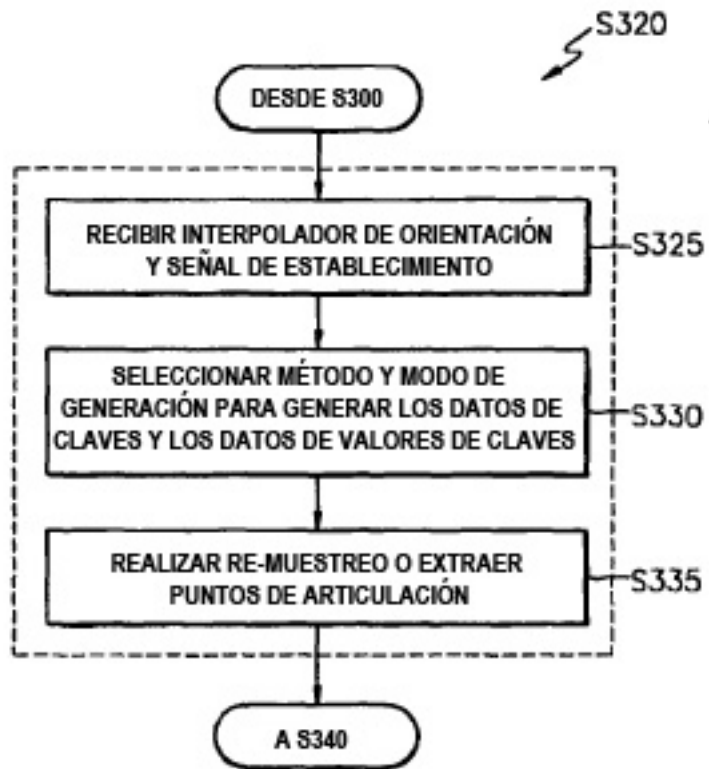 S320
DESDE S300
RECIBIR INTERPOLADOR DE ORIENTACIÓN
Y SEÑAL DE ESTABLECIMIENTO
S325
SELECCIONAR MÉTODO Y MODO DE
GENERACIÓN PARA GENERAR LOS DATOS DE
CLAVES Y LOS DATOS DE VALORES DE CLAVES
S330
REALIZAR RE-MUESTREO O EXTRAER
PUNTOS DE ARTICULACIÓN
S335
A S340